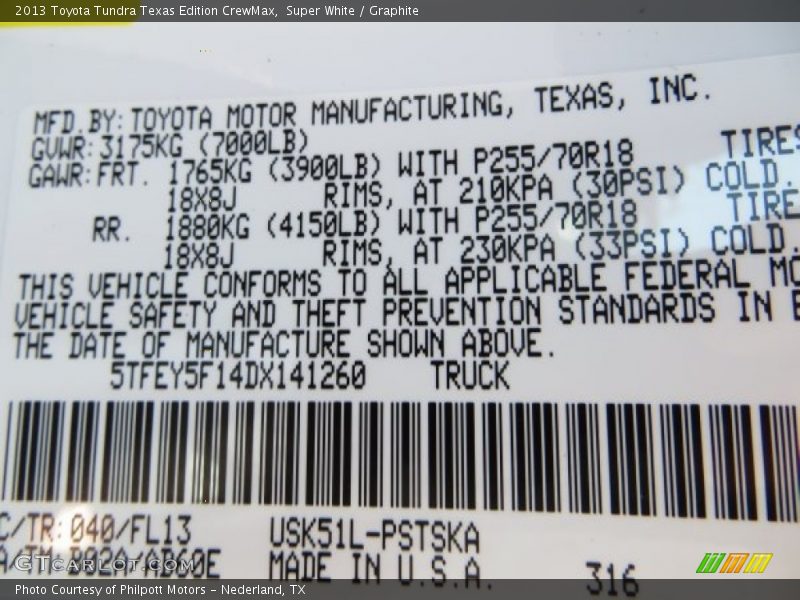 2013 Toyota Tundra Texas Edition CrewMax, Super White / Graphite
MFD.BY:TOYOTA MOTOR MANUFACTURING, TEXAS, INC.
GVWR:3175KG (7000LB)
GAWR:FRT. 1765KG (3900LB) WITH P255/70R18 TIRES
18X8J RIMS, AT 210KPA (30PSI) COLD.
RR. 1880KG (4150LB) WITH P255/70R18 TIRE
18X8J RIMS, AT 230KPA (33PSI) COLD.
THIS VEHICLE CONFORMS TO ALL APPLICABLE FEDERAL MO
VEHICLE SAFETY AND THEFT PREVENTION STANDARDS IN E
THE DATE OF MANUFACTURE SHOWN ABOVE.
5TFEY5F14DX141260 TRUCK
C/TR:040/FL13 USK51L-PSTSKA
A/TM:B02A/AB60E MADE IN U.S.A. 316
GTcarlot.com
Photo Courtesy of Philpott Motors - Nederland, TX